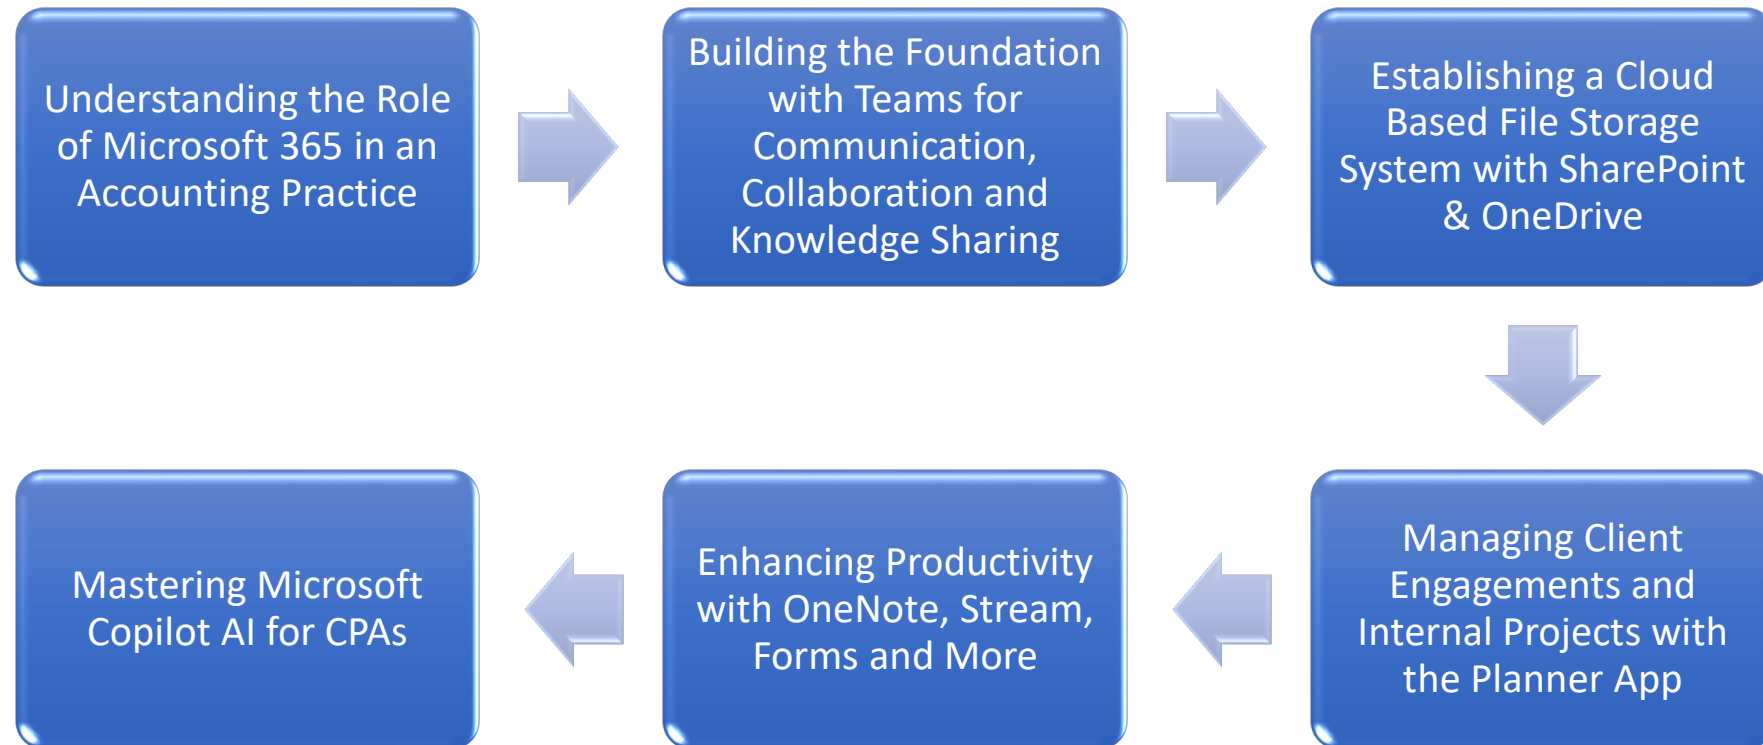 Understanding the Role
of Microsoft 365 in an
Accounting Practice
Building the Foundation
with Teams for
Communication,
Collaboration and
Knowledge Sharing
Establishing a Cloud
Based File Storage
System with SharePoint
& OneDrive
Managing Client
Engagements and
Internal Projects with
the Planner App
Enhancing Productivity
with OneNote, Stream,
Forms and More
Mastering Microsoft
Copilot AI for CPAs